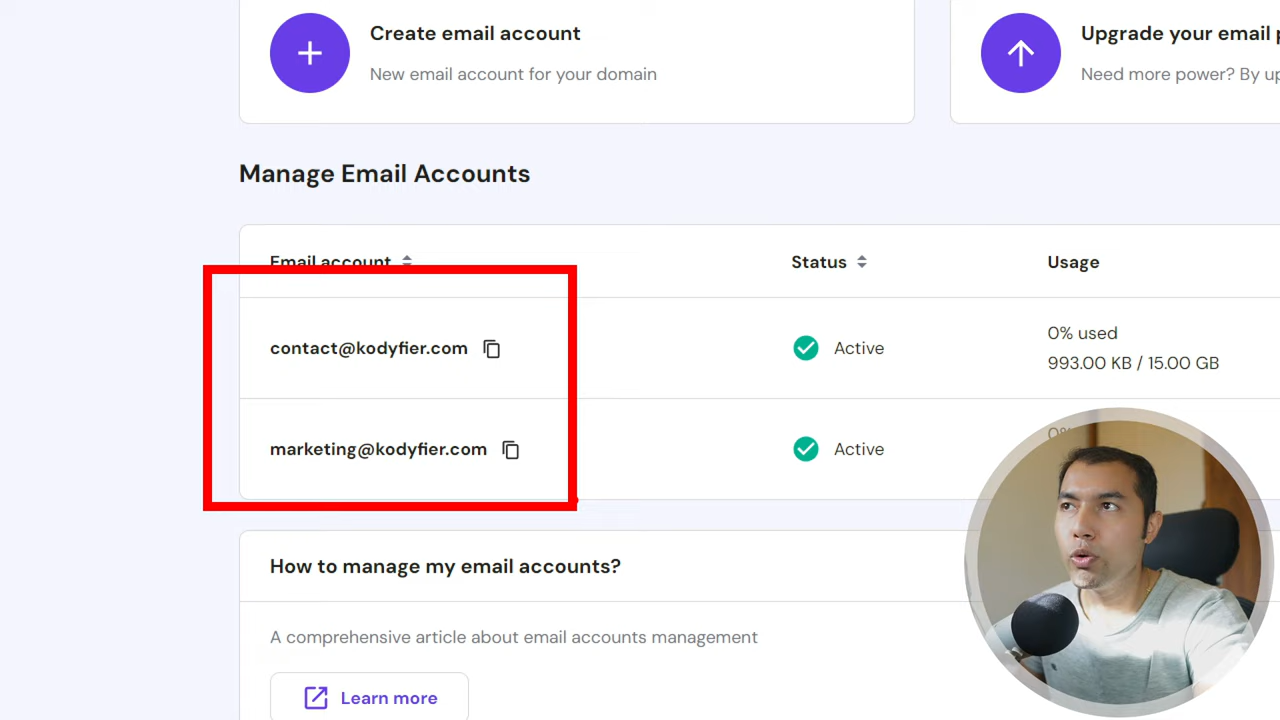 Create email account
New email account for your domain
Upgrade your email
Need more power? By
Manage Email Accounts
Email account
Status
Usage
contact@kodyfier.com
Active
0% used
993.00 KB / 15.00 GB
marketing@kodyfier.com
Active
How to manage my email accounts?
A comprehensive article about email accounts management
Learn more